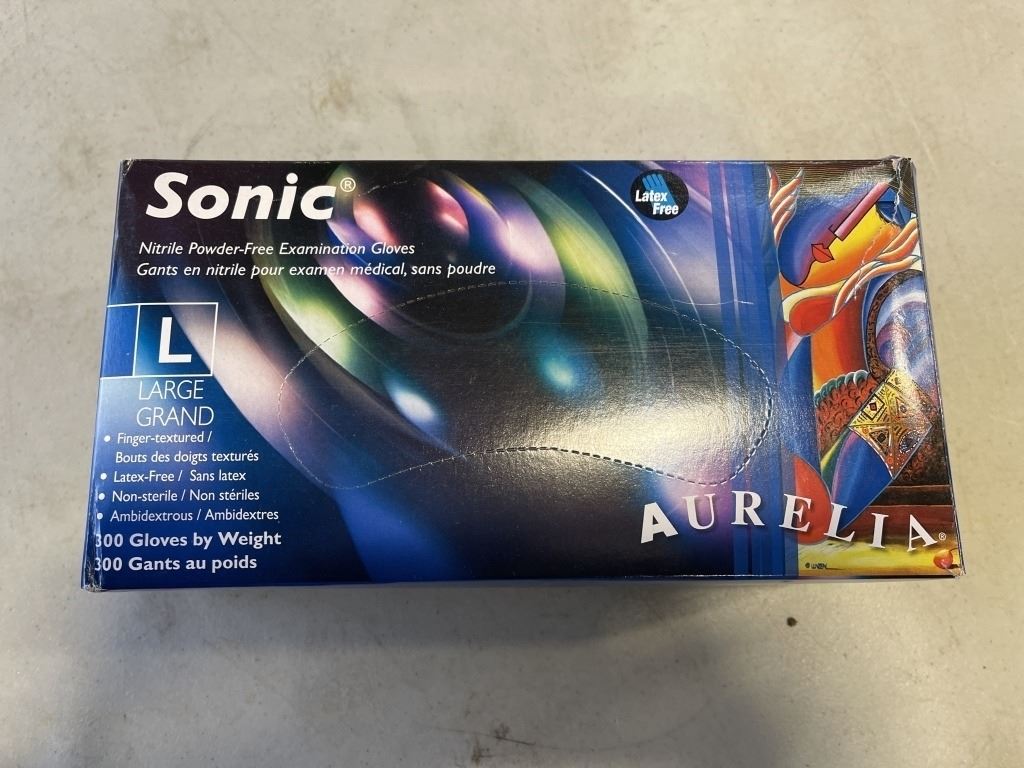 Sonic®
Latex
Free
Nitrile Powder-Free Examination Gloves
Gants en nitrile pour examen médical, sans poudre
L
LARGE
GRAND
• Finger-textured /
Bouts des doigts texturés
• Latex-Free / Sans latex
• Non-sterile / Non stériles
• Ambidextrous / Ambidextres
300 Gloves by Weight
300 Gants au poids
AURELIA®